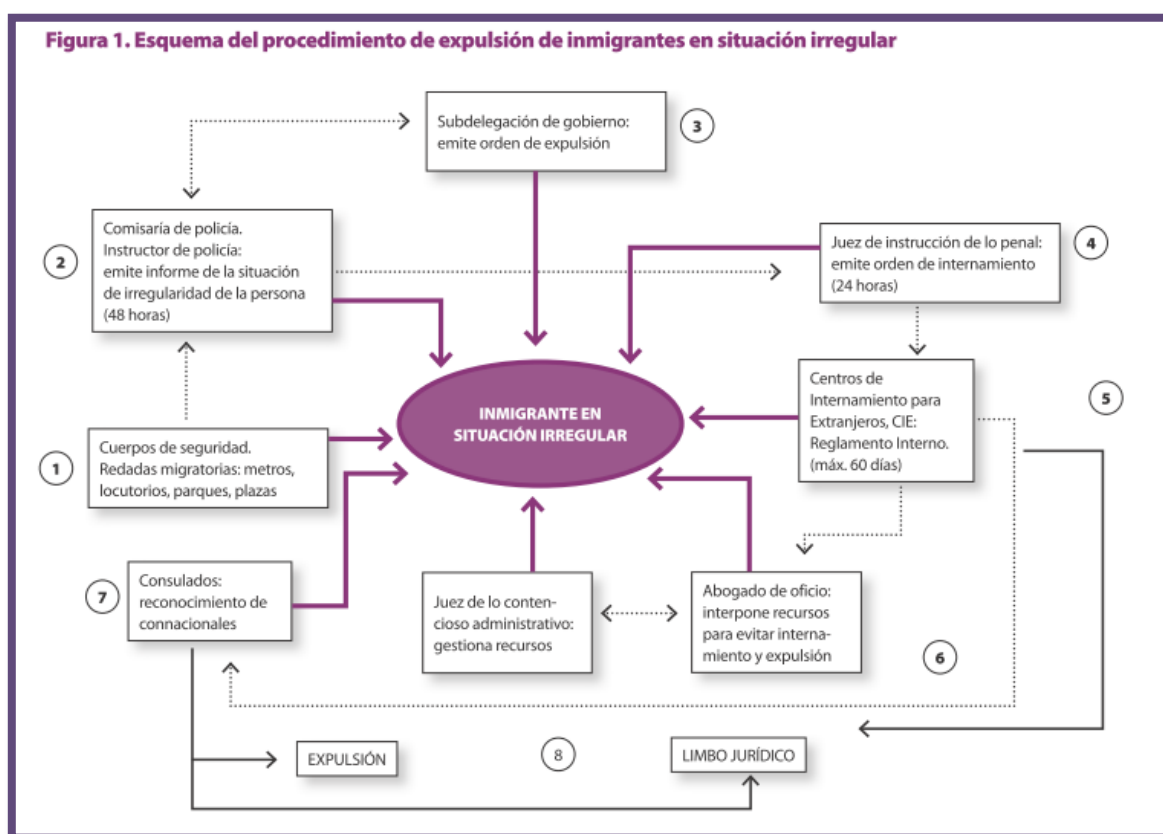 Figura 1. Esquema del procedimiento de expulsión de inmigrantes en situación irregular
Subdelegación de gobierno:
emite orden de expulsión
3
Comisaría de policía.
Instructor de policía:
emite informe de la situación
de irregularidad de la persona
(48 horas)
2
Juez de instrucción de lo penal:
emite orden de internamiento
(24 horas)
4
INMIGRANTE EN
SITUACIÓN IRREGULAR
Centros de
Internamiento para
Extranjeros, CIE:
Reglamento Interno.
(máx. 60 días)
5
1
Cuerpos de seguridad.
Redadas migratorias: metros,
locutorios, parques, plazas
7
Consulados:
reconocimiento de
connacionales
Juez de lo conten-
cioso administrativo:
gestiona recursos
Abogado de oficio:
interpone recursos
para evitar interna-
miento y expulsión
6
EXPULSIÓN
8
LIMBO JURÍDICO